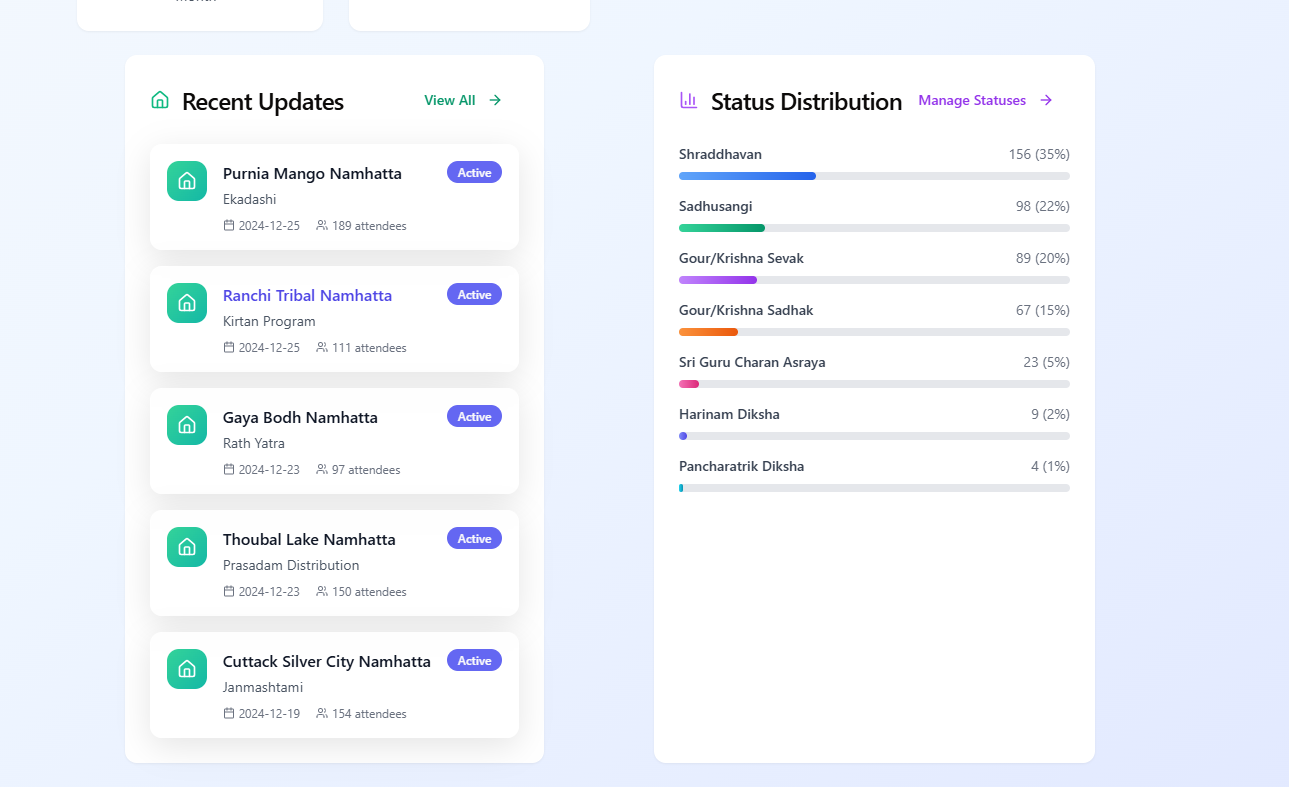 Recent Updates
View All
Purnia Mango Namhatta
Active
Ekadashi
2024-12-25
189 attendees
Ranchi Tribal Namhatta
Active
Kirtan Program
2024-12-25
111 attendees
Gaya Bodh Namhatta
Active
Rath Yatra
2024-12-23
97 attendees
Thoubal Lake Namhatta
Active
Prasadam Distribution
2024-12-23
150 attendees
Cuttack Silver City Namhatta
Active
Janmashtami
2024-12-19
154 attendees
Status Distribution
Manage Statuses
Shraddhavan
156 (35%)
Sadhusangi
98 (22%)
Gour/Krishna Sevak
89 (20%)
Gour/Krishna Sadhak
67 (15%)
Sri Guru Charan Asraya
23 (5%)
Harinam Diksha
9 (2%)
Pancharatrik Diksha
4 (1%)